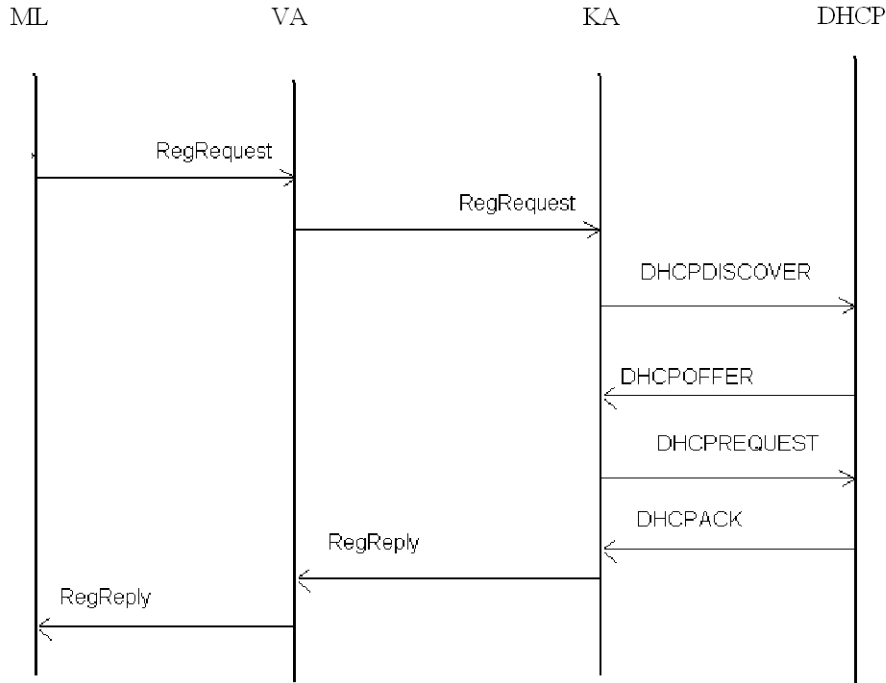 ML VA KA DHCP
RegRequest
RegRequest
DHCPDISCOVER
DHCPOFFER
DHCPREQUEST
DHCPACK
RegReply
RegReply